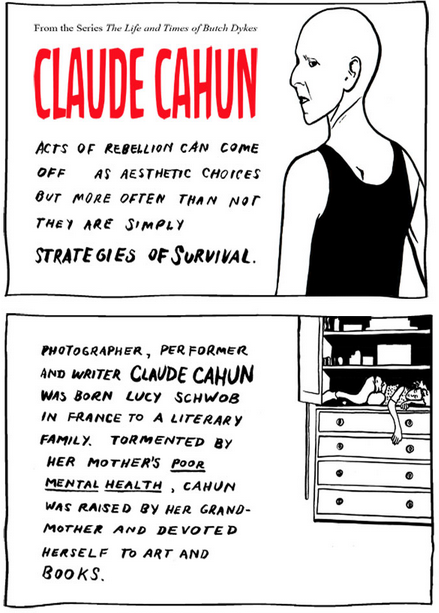 From the Series The Life and Times of Butch Dykes
CLAUDE CAHUN
ACTS OF REBELLION CAN COME
OFF AS AESTHETIC CHOICES
BUT MORE OFTEN THAN NOT
THEY ARE SIMPLY
STRATEGIES OF SURVIVAL.
PHOTOGRAPHER, PERFORMER
AND WRITER CLAUDE CAHUN
WAS BORN LUCY SCHWOB
IN FRANCE TO A LITERARY
FAMILY. TORMENTED BY
HER MOTHER'S POOR
MENTAL HEALTH, CAHUN
WAS RAISED BY HER GRAND-
MOTHER AND DEVOTED
HERSELF TO ART AND
BOOKS.